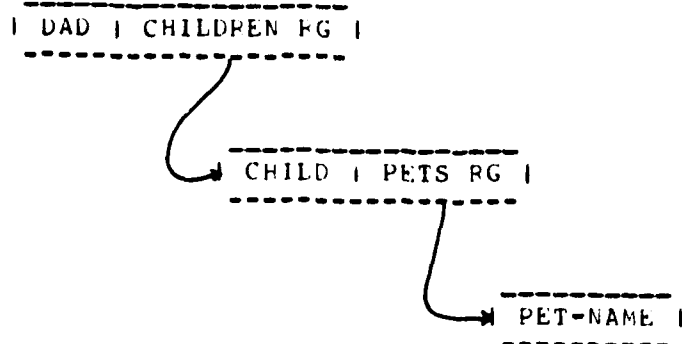 | DAD | CHILDREN RG |
| CHILD | PETS RG |
| PET-NAME |